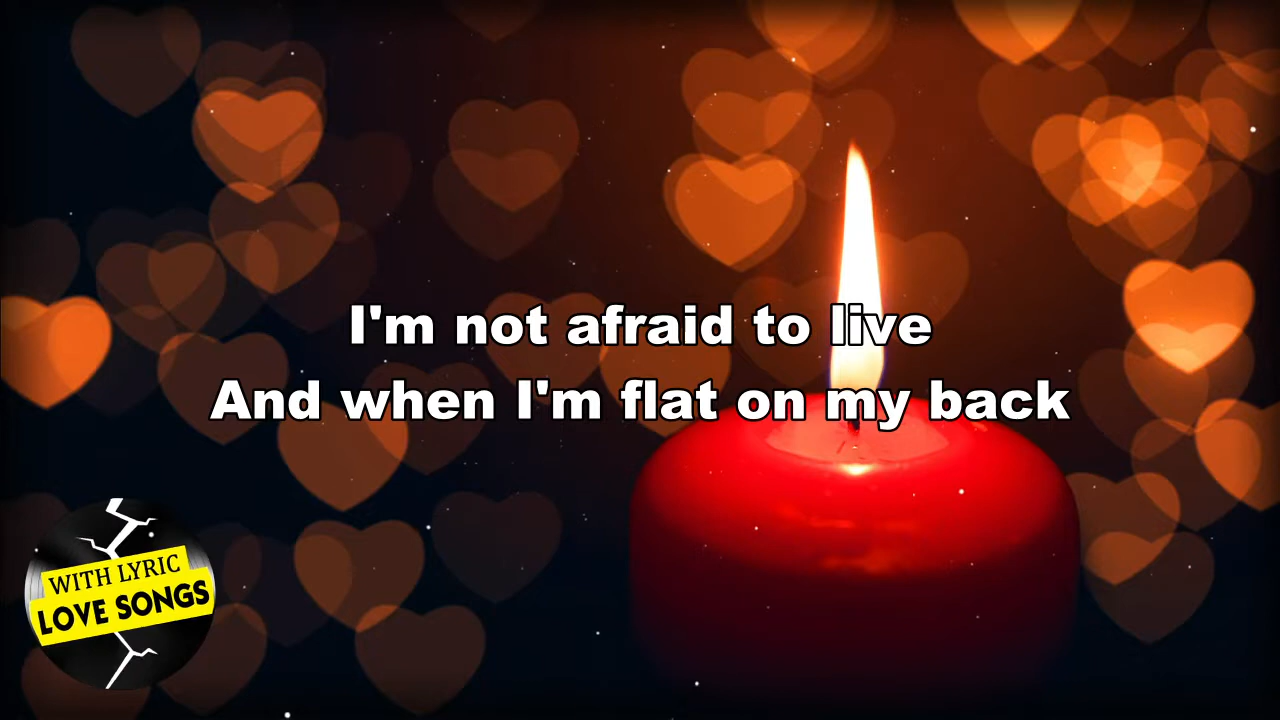 I'm not afraid to live
And when I'm flat on my back
WITH LYRIC
LOVE SONGS